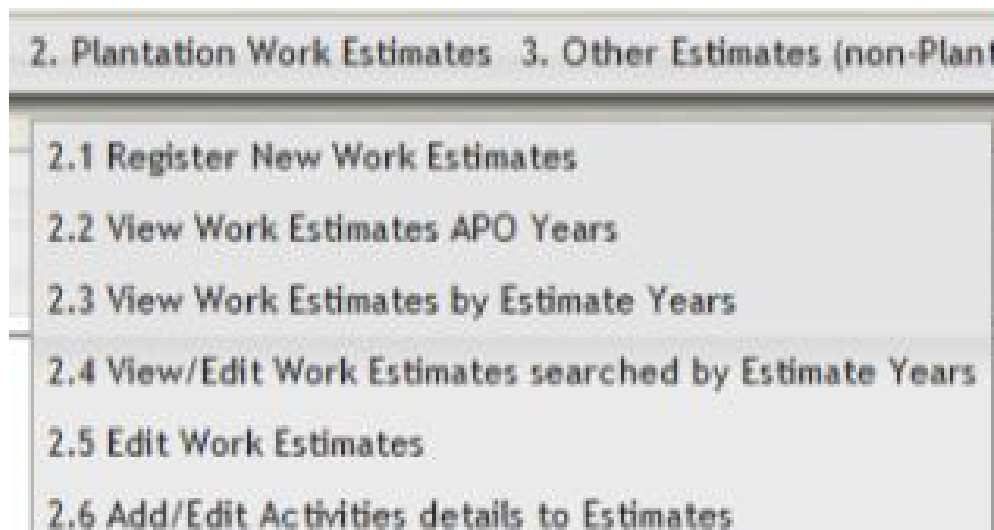 2. Plantation Work Estimates 3. Other Estimates (non-Plant
2.1 Register New Work Estimates
2.2 View Work Estimates APO Years
2.3 View Work Estimates by Estimate Years
2.4 View/Edit Work Estimates searched by Estimate Years
2.5 Edit Work Estimates
2.6 Add/Edit Activities details to Estimates